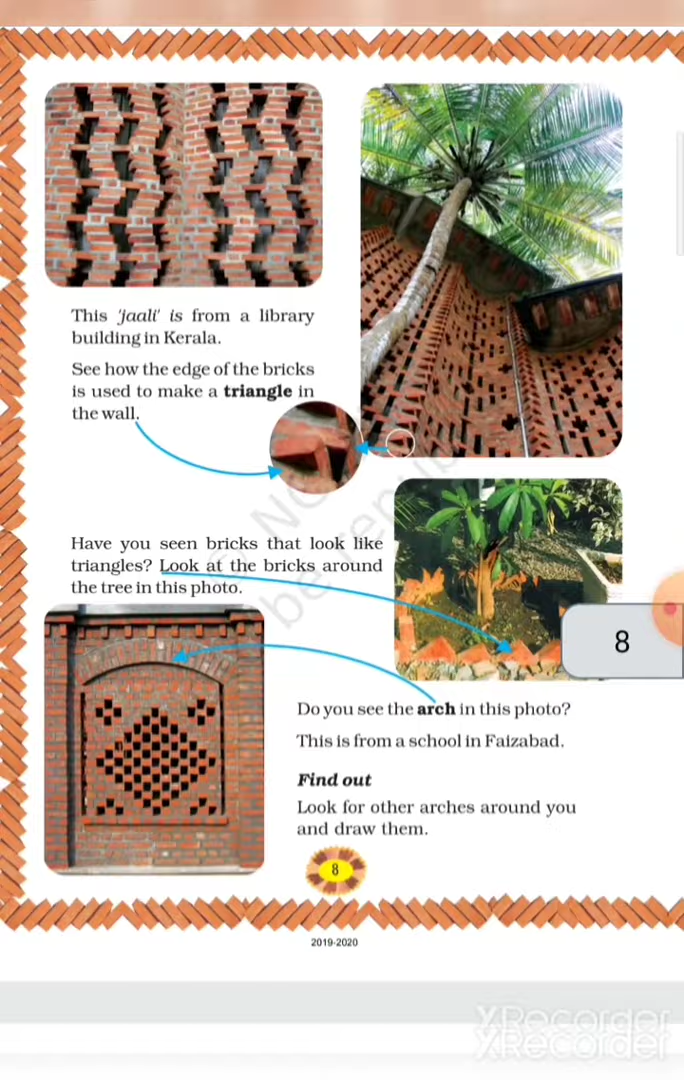 This 'jaali' is from a library
building in Kerala.
See how the edge of the bricks
is used to make a triangle in
the wall.
Have you seen bricks that look like
triangles? Look at the bricks around
the tree in this photo.
8
Do you see the arch in this photo?
This is from a school in Faizabad.
Find out
Look for other arches around you
and draw them.
8
2019-2020
XRecorder
XRecorder